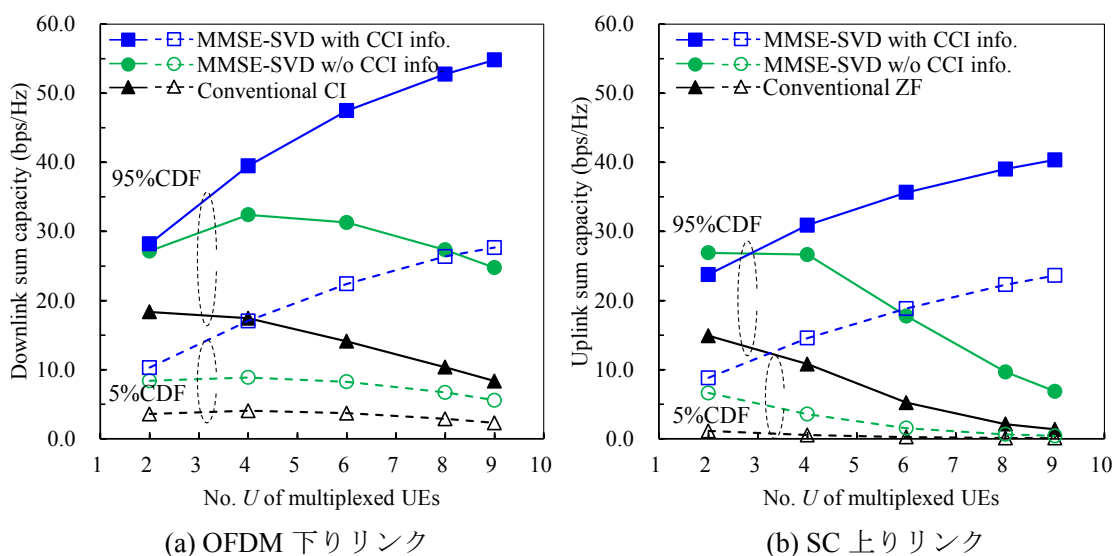 60.0
50.0
40.0
30.0
20.0
10.0
0.0
Downlink sum capacity (bps/Hz)
MMSE-SVD with CCI info.
MMSE-SVD w/o CCI info.
Conventional CI
95%CDF
5%CDF
1 2 3 4 5 6 7 8 9 10
No. U of multiplexed UEs
(a) OFDM 下りリンク
60.0
50.0
40.0
30.0
20.0
10.0
0.0
Uplink sum capacity (bps/Hz)
MMSE-SVD with CCI info.
MMSE-SVD w/o CCI info.
Conventional ZF
95%CDF
5%CDF
1 2 3 4 5 6 7 8 9 10
No. U of multiplexed UEs
(b) SC 上りリンク